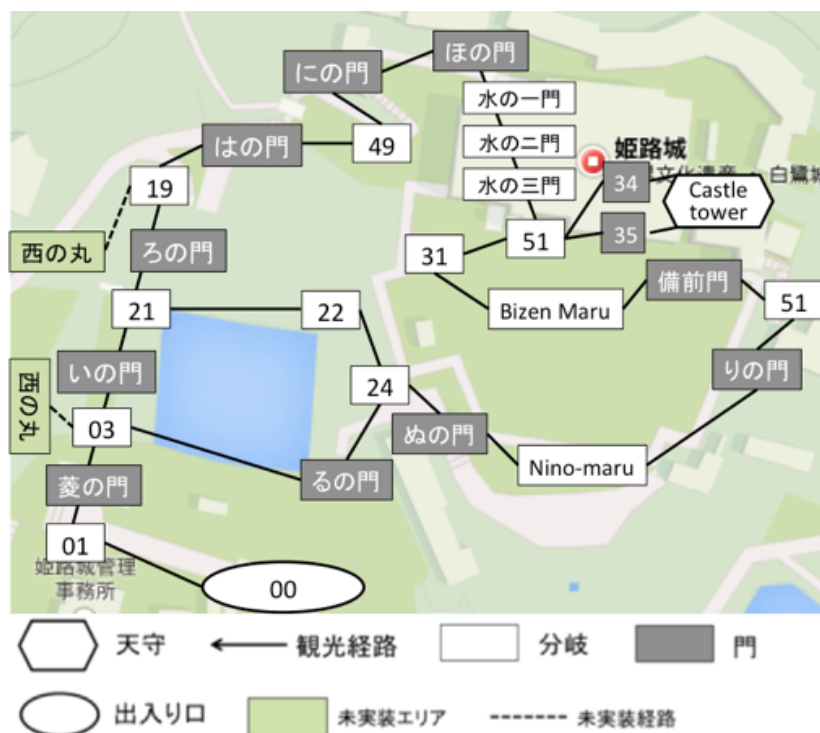 ほの門
にの門
水の一門
はの門
49
水の二門
姫路城
19
水の三門
34
Castle
tower
西の丸
ろの門
51
35
31
備前門
21
22
Bizen Maru
51
いの門
りの門
西の丸
24
03
ぬの門
菱の門
るの門
Nino-maru
01
姫路城管理
事務所
00
天守
観光経路
分岐
門
出入り口
未実装エリア
未実装経路